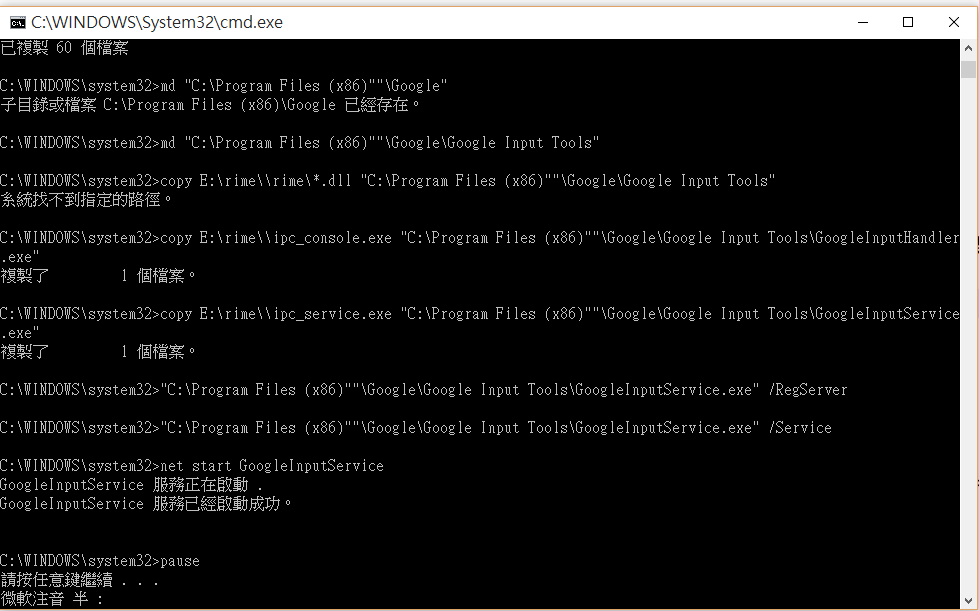 C:\WINDOWS\System32\cmd.exe
已複製 60 個檔案
C:\WINDOWS\system32>md "C:\Program Files (x86)""\Google"
子目錄或檔案 C:\Program Files (x86)\Google 已經存在。
C:\WINDOWS\system32>md "C:\Program Files (x86)""\Google\Google Input Tools"
C:\WINDOWS\system32>copy E:\rime\\rime\*.dll "C:\Program Files (x86)""\Google\Google Input Tools"
系統找不到指定的路徑。
C:\WINDOWS\system32>copy E:\rime\\ipc_console.exe "C:\Program Files (x86)""\Google\Google Input Tools\GoogleInputHandler
.exe"
複製了         1 個檔案。
C:\WINDOWS\system32>copy E:\rime\\ipc_service.exe "C:\Program Files (x86)""\Google\Google Input Tools\GoogleInputService
.exe"
複製了         1 個檔案。
C:\WINDOWS\system32>"C:\Program Files (x86)""\Google\Google Input Tools\GoogleInputService.exe" /RegServer
C:\WINDOWS\system32>"C:\Program Files (x86)""\Google\Google Input Tools\GoogleInputService.exe" /Service
C:\WINDOWS\system32>net start GoogleInputService
GoogleInputService 服務正在啟動 .
GoogleInputService 服務已經啟動成功。
C:\WINDOWS\system32>pause
請按任意鍵繼續 . . .
微軟注音 半 :